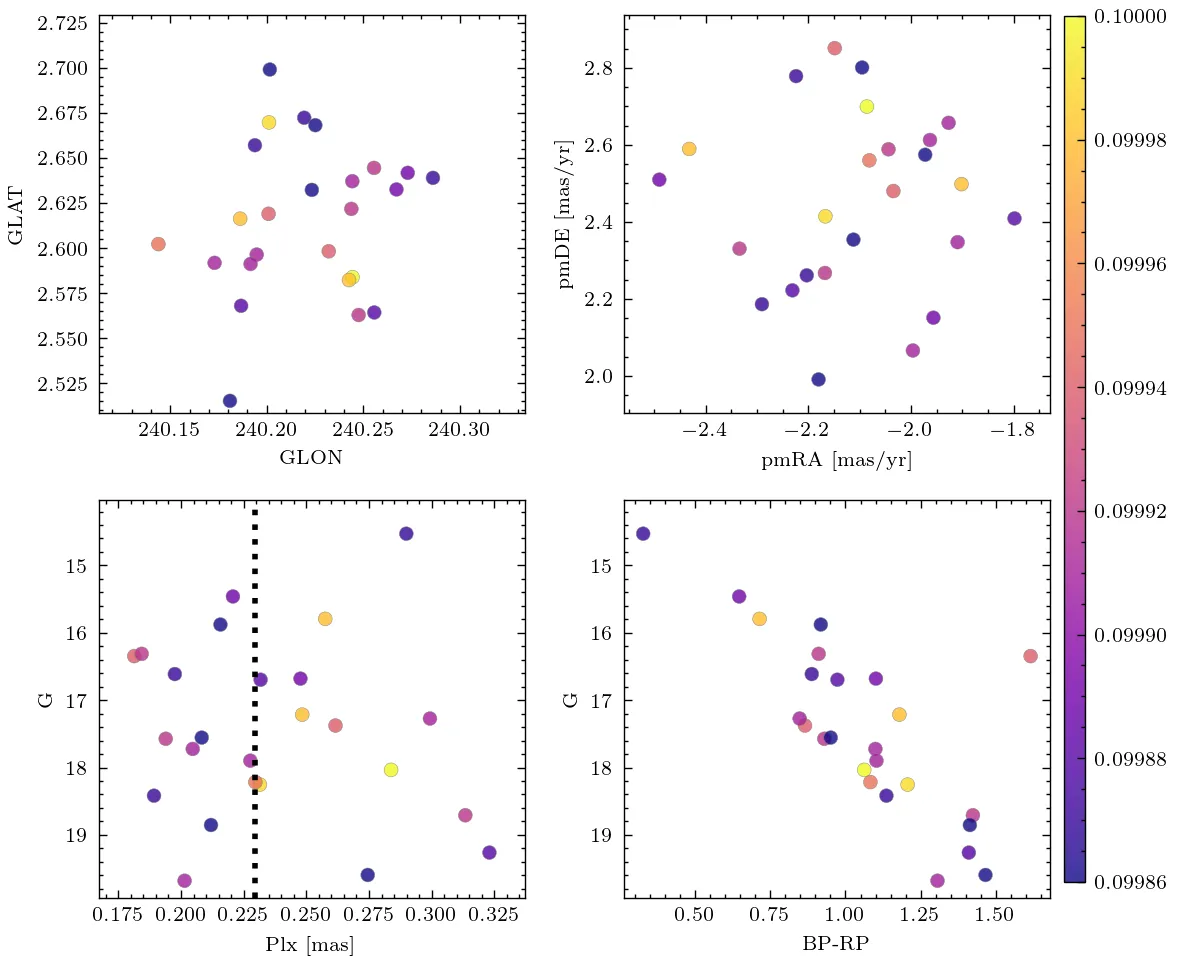 2.725
2.700
2.675
2.650
2.625
2.600
2.575
2.550
2.525
GLAT
240.15 240.20 240.25 240.30
GLON
2.8
2.6
2.4
2.2
2.0
pmDE [mas/yr]
−2.4 −2.2 −2.0 −1.8
pmRA [mas/yr]
15
16
17
18
19
G
0.175 0.200 0.225 0.250 0.275 0.300 0.325
Plx [mas]
15
16
17
18
19
G
0.50 0.75 1.00 1.25 1.50
BP-RP
0.10000
0.09998
0.09996
0.09994
0.09992
0.09990
0.09988
0.09986